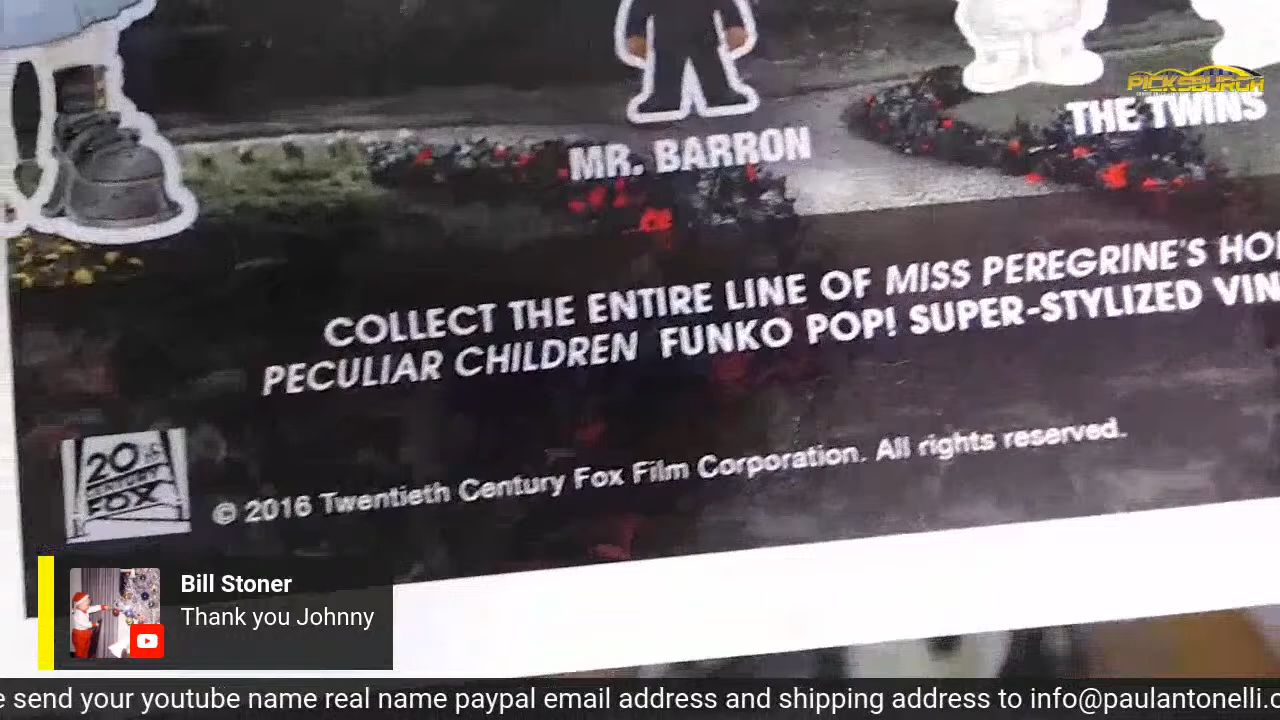 PICKSBURGH
THE TWINS
MR. BARRON
COLLECT THE ENTIRE LINE OF MISS PEREGRINE'S HO
PECULIAR CHILDREN FUNKO POP! SUPER-STYLIZED VIN
20th
CENTURY
FOX
© 2016 Twentieth Century Fox Film Corporation. All rights reserved.
Bill Stoner
Thank you Johnny
e send your youtube name real name paypal email address and shipping address to info@paulantonelli.c